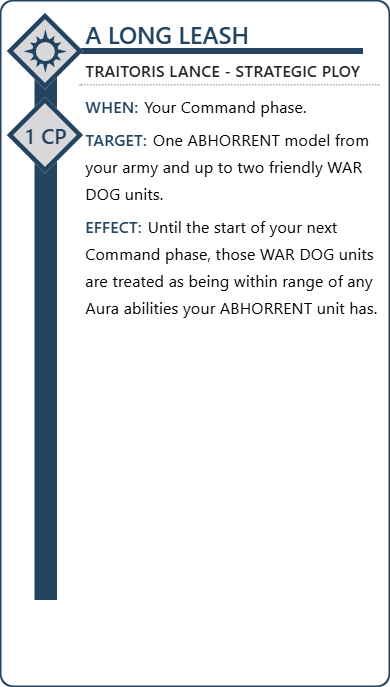 A LONG LEASH
TRAITORIS LANCE - STRATEGIC PLOY
WHEN: Your Command phase.
1 CP
TARGET: One ABHORRENT model from
your army and up to two friendly WAR
DOG units.
EFFECT: Until the start of your next
Command phase, those WAR DOG units
are treated as being within range of any
Aura abilities your ABHORRENT unit has.